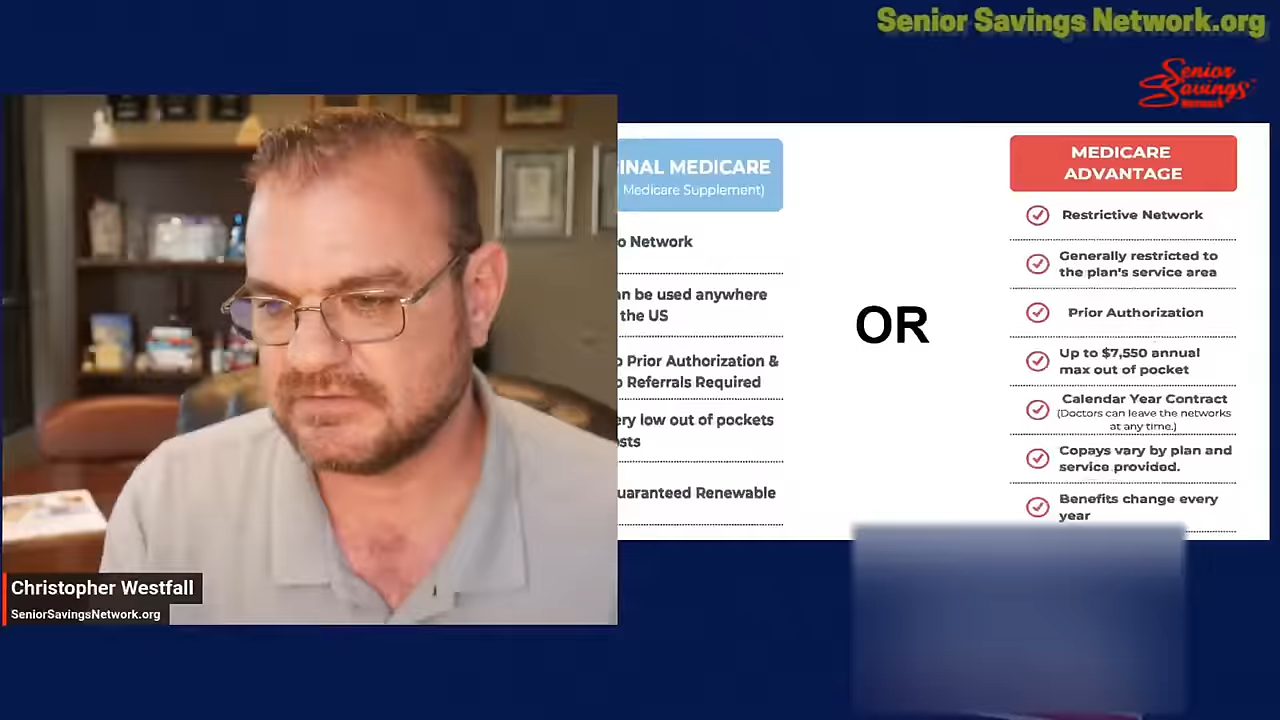 Senior Savings Network.org
Senior
Savings
Network
INAL MEDICARE
Medicare Supplement)
o Network
an be used anywhere
the US
o Prior Authorization &
o Referrals Required
ery low out of pockets
sts
uaranteed Renewable
OR
MEDICARE
ADVANTAGE
Restrictive Network
Generally restricted to
the plan's service area
Prior Authorization
Up to $7,550 annual
max out of pocket
Calendar Year Contract
(Doctors can leave the networks
at any time.)
Copays vary by plan and
service provided.
Benefits change every
year
Christopher Westfall
SeniorSavingsNetwork.org